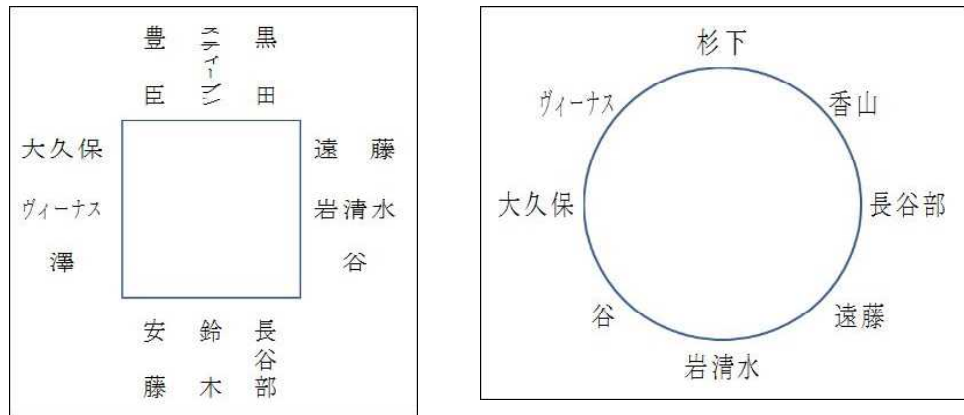 豊臣
スティーブン
黒田
大久保
ヴィーナス
澤
遠藤
岩清水
谷
安藤
鈴木
長谷部
杉下
ヴィーナス
香山
大久保
長谷部
谷
遠藤
岩清水